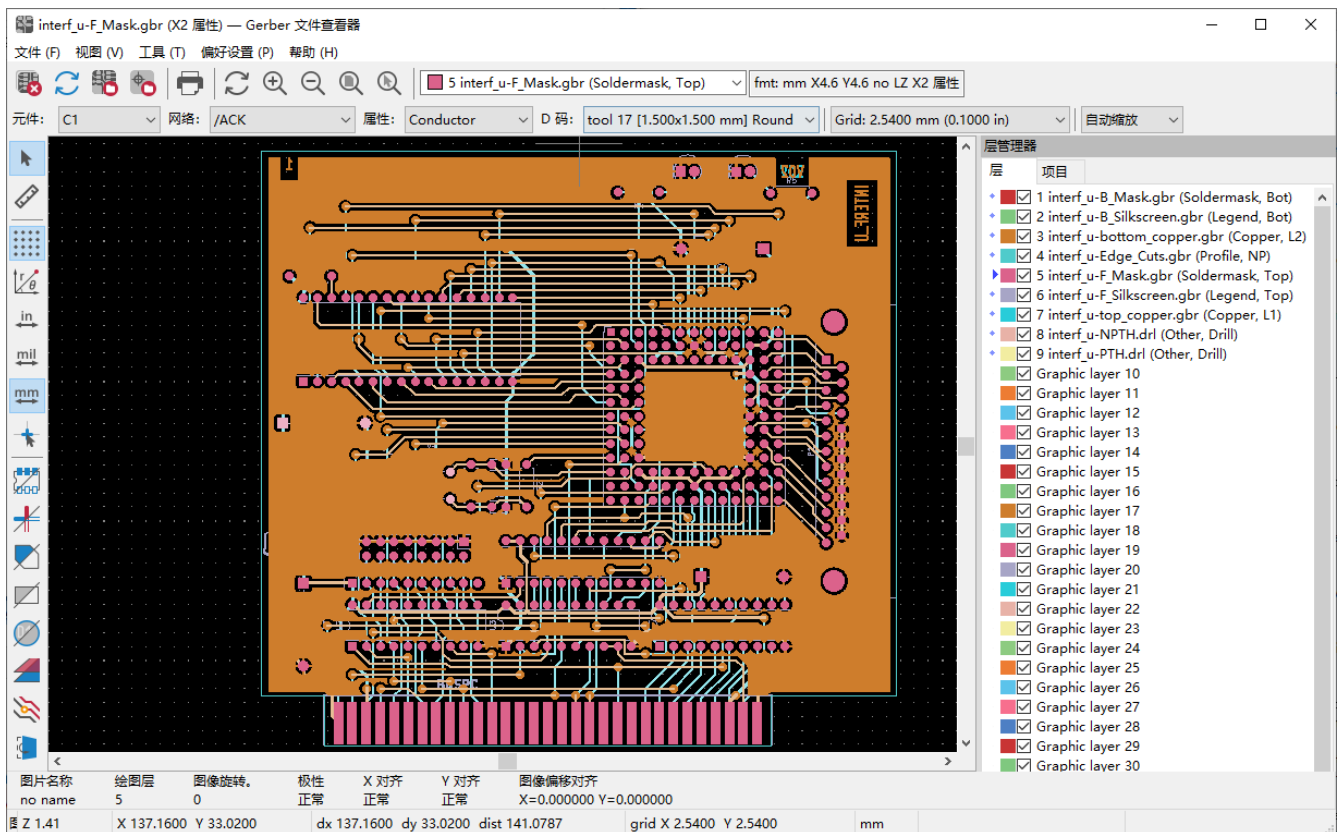 interf_u-F_Mask.gbr (X2 属性) — Gerber 文件查看器
文件 (F) 视图 (V) 工具 (T) 偏好设置 (P) 帮助 (H)
5 interf_u-F_Mask.gbr (Soldermask, Top) fmt: mm X4.6 Y4.6 no LZ X2 属性
元件: C1 网络: /ACK 属性: Conductor D 码: tool 17 [1.500x1.500 mm] Round Grid: 2.5400 mm (0.1000 in) 自动缩放
in
mil
mm
层管理器
层 项目
1 interf_u-B_Mask.gbr (Soldermask, Bot)
2 interf_u-B_Silkscreen.gbr (Legend, Bot)
3 interf_u-bottom_copper.gbr (Copper, L2)
4 interf_u-Edge_Cuts.gbr (Profile, NP)
5 interf_u-F_Mask.gbr (Soldermask, Top)
6 interf_u-F_Silkscreen.gbr (Legend, Top)
7 interf_u-top_copper.gbr (Copper, L1)
8 interf_u-NPTH.drl (Other, Drill)
9 interf_u-PTH.drl (Other, Drill)
Graphic layer 10
Graphic layer 11
Graphic layer 12
Graphic layer 13
Graphic layer 14
Graphic layer 15
Graphic layer 16
Graphic layer 17
Graphic layer 18
Graphic layer 19
Graphic layer 20
Graphic layer 21
Graphic layer 22
Graphic layer 23
Graphic layer 24
Graphic layer 25
Graphic layer 26
Graphic layer 27
Graphic layer 28
Graphic layer 29
Graphic layer 30
图片名称 绘图层 图像旋转。 极性 X 对齐 Y 对齐 图像偏移对齐
no name 5 0 正常 正常 正常 X=0.000000 Y=0.000000
Z 1.41 X 137.1600 Y 33.0200 dx 137.1600 dy 33.0200 dist 141.0787 grid X 2.5400 Y 2.5400 mm